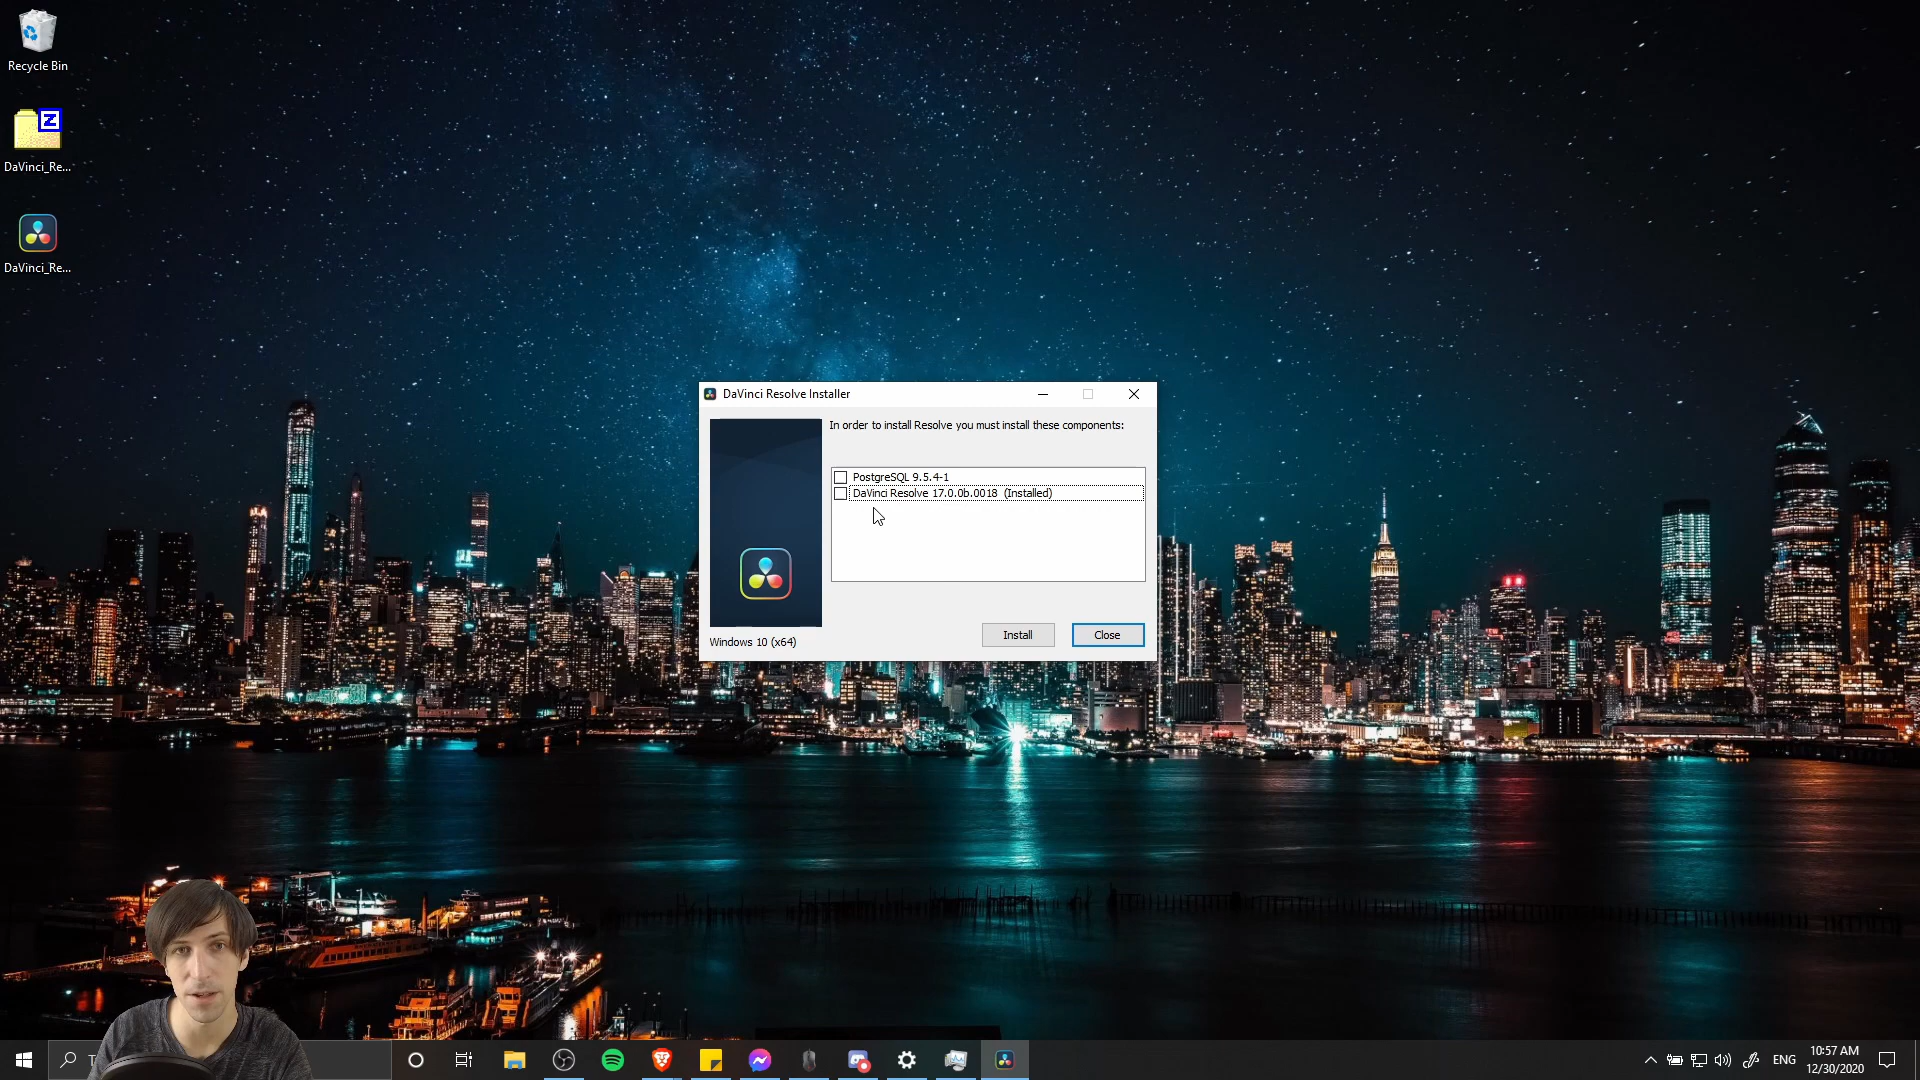 Recycle Bin
DaVinci_Re...
DaVinci_Re...
DaVinci Resolve Installer
In order to install Resolve you must install these components:
PostgreSQL 9.5.4-1
DaVinci Resolve 17.0.0b.0018 (Installed)
Windows 10 (x64)
Install
Close
T
ENG
10:57 AM
12/30/2020